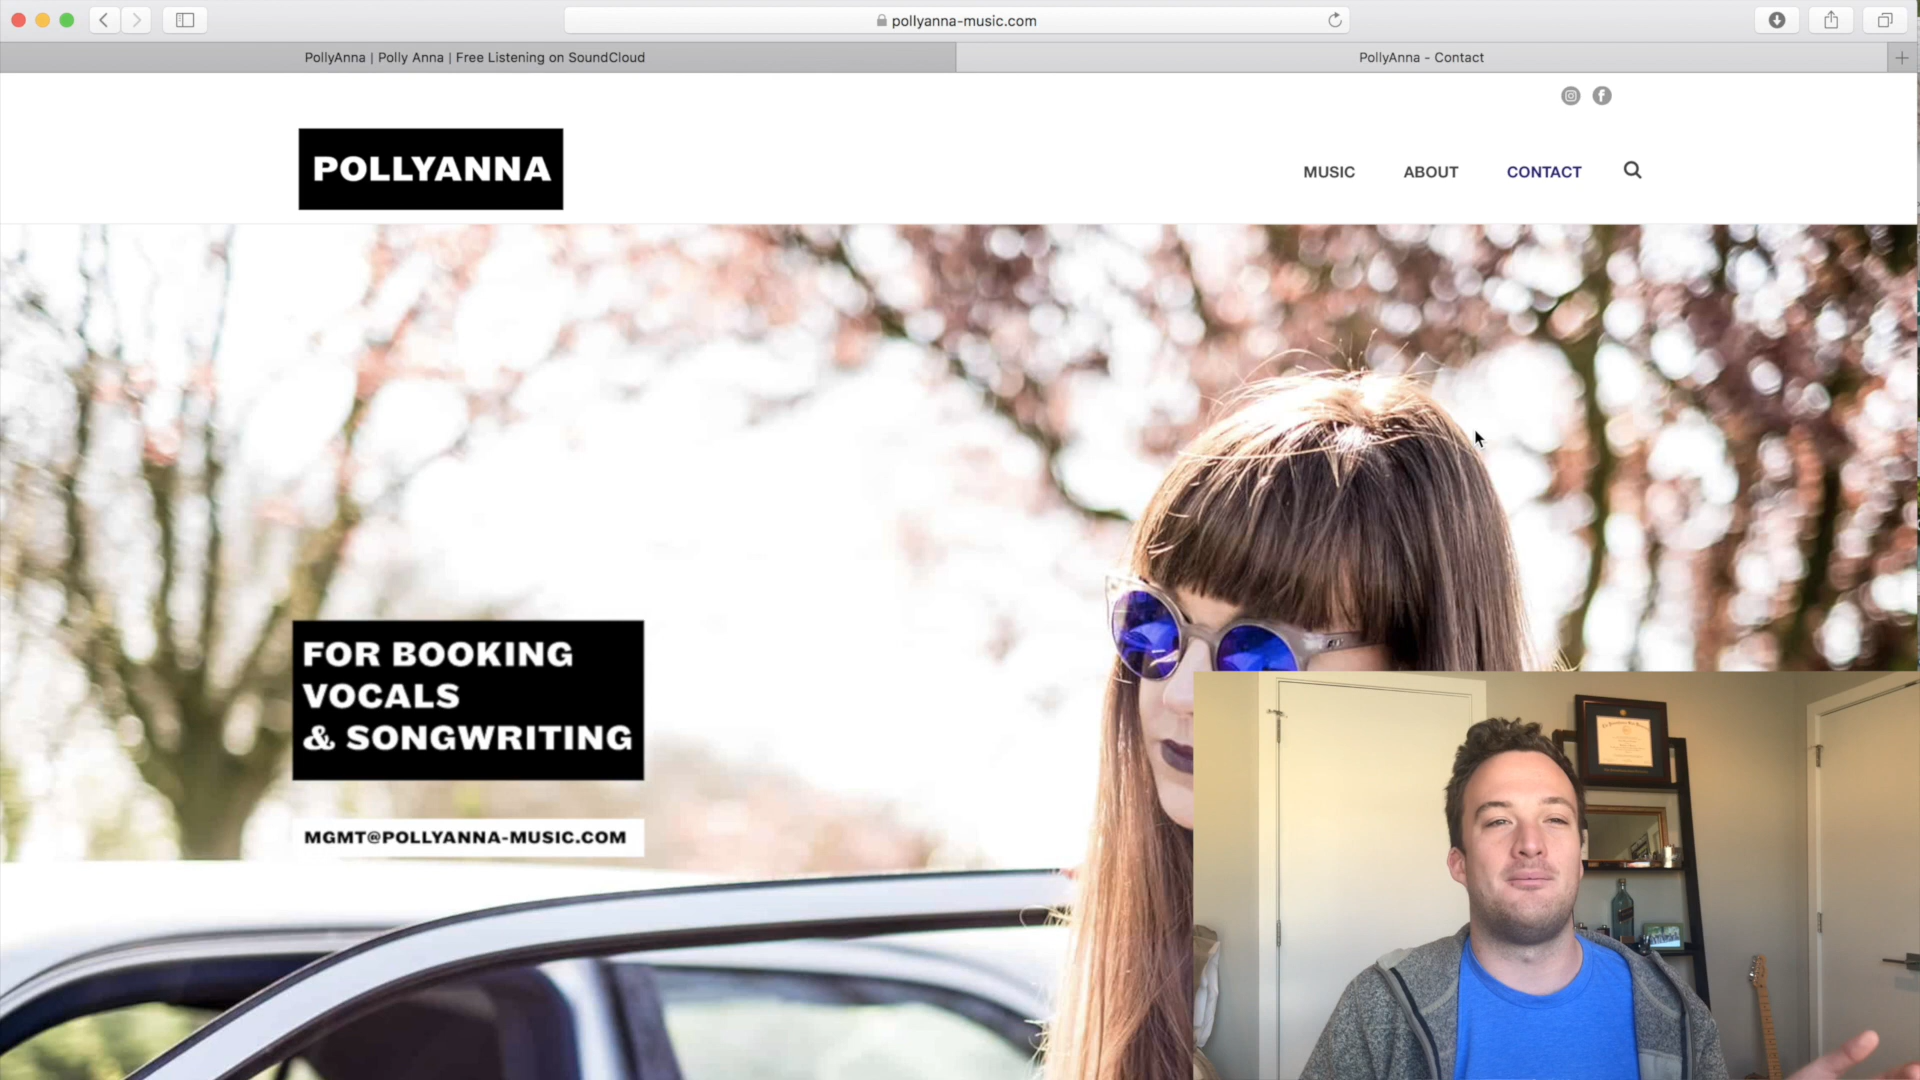 pollyanna-music.com
PollyAnna | Polly Anna | Free Listening on SoundCloud
PollyAnna - Contact
POLLYANNA
MUSIC
ABOUT
CONTACT
FOR BOOKING
VOCALS
& SONGWRITING
MGMT@POLLYANNA-MUSIC.COM